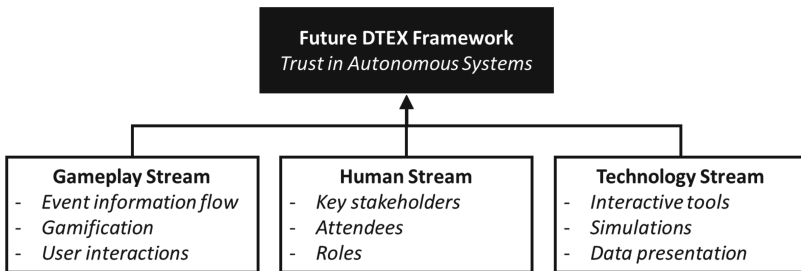 Future DTEX Framework
Trust in Autonomous Systems
Gameplay Stream
- Event information flow
- Gamification
- User interactions
Human Stream
- Key stakeholders
- Attendees
- Roles
Technology Stream
- Interactive tools
- Simulations
- Data presentation